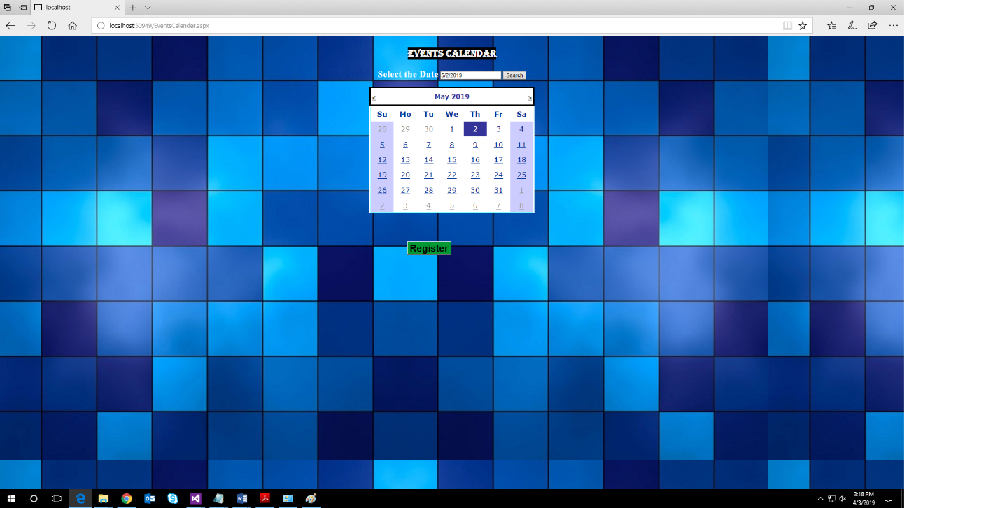 localhost
localhost:50949/EventsCalender.aspx
EVENTS CALENDAR
Select the Date 5/2/2019 Search
< May 2019 >
Su Mo Tu We Th Fr Sa
28 29 30 1 2 3 4
5 6 7 8 9 10 11
12 13 14 15 16 17 18
19 20 21 22 23 24 25
26 27 28 29 30 31 1
2 3 4 5 6 7 8
Register
3:18 PM
4/3/2019